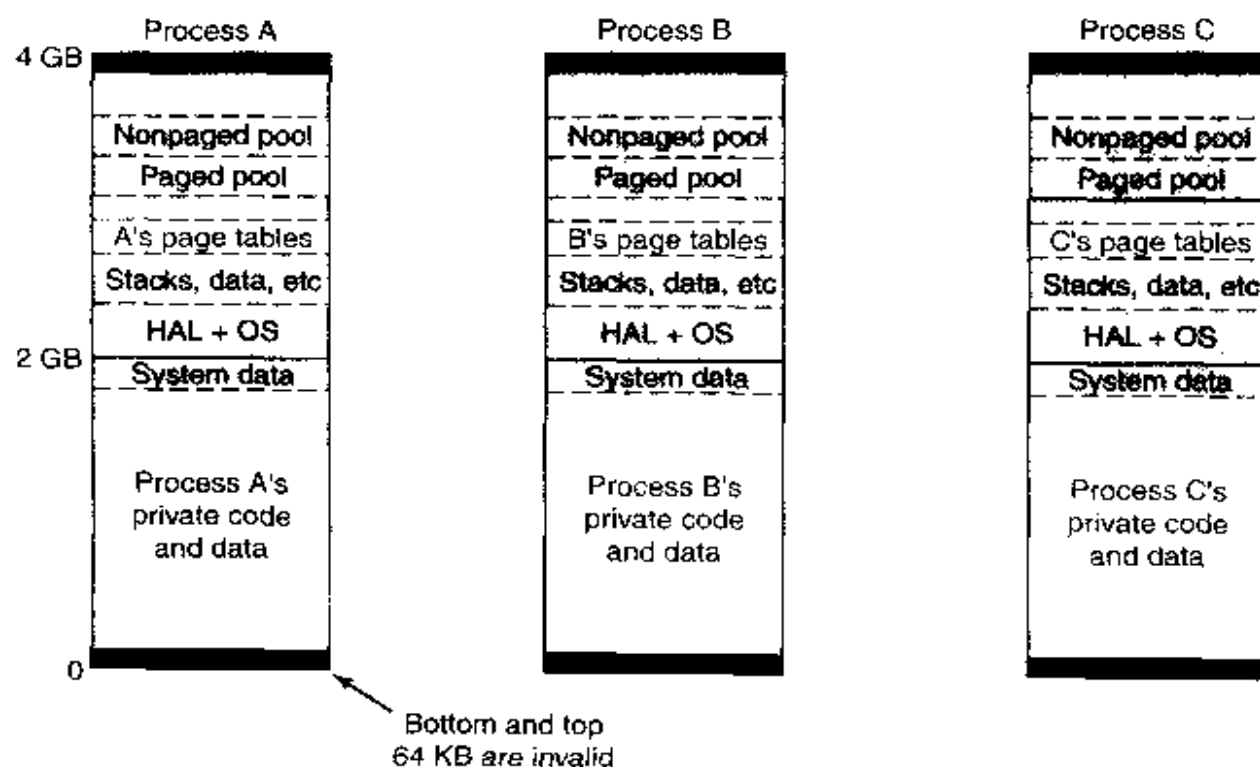 Process A
4 GB
Nonpaged pool
Paged pool
A's page tables
Stacks, data, etc
HAL + OS
2 GB
System data
Process A's
private code
and data
0
Process B
Nonpaged pool
Paged pool
B's page tables
Stacks, data, etc
HAL + OS
System data
Process B's
private code
and data
Process C
Nonpaged pool
Paged pool
C's page tables
Stacks, data, etc
HAL + OS
System data
Process C's
private code
and data
Bottom and top
64 KB are invalid